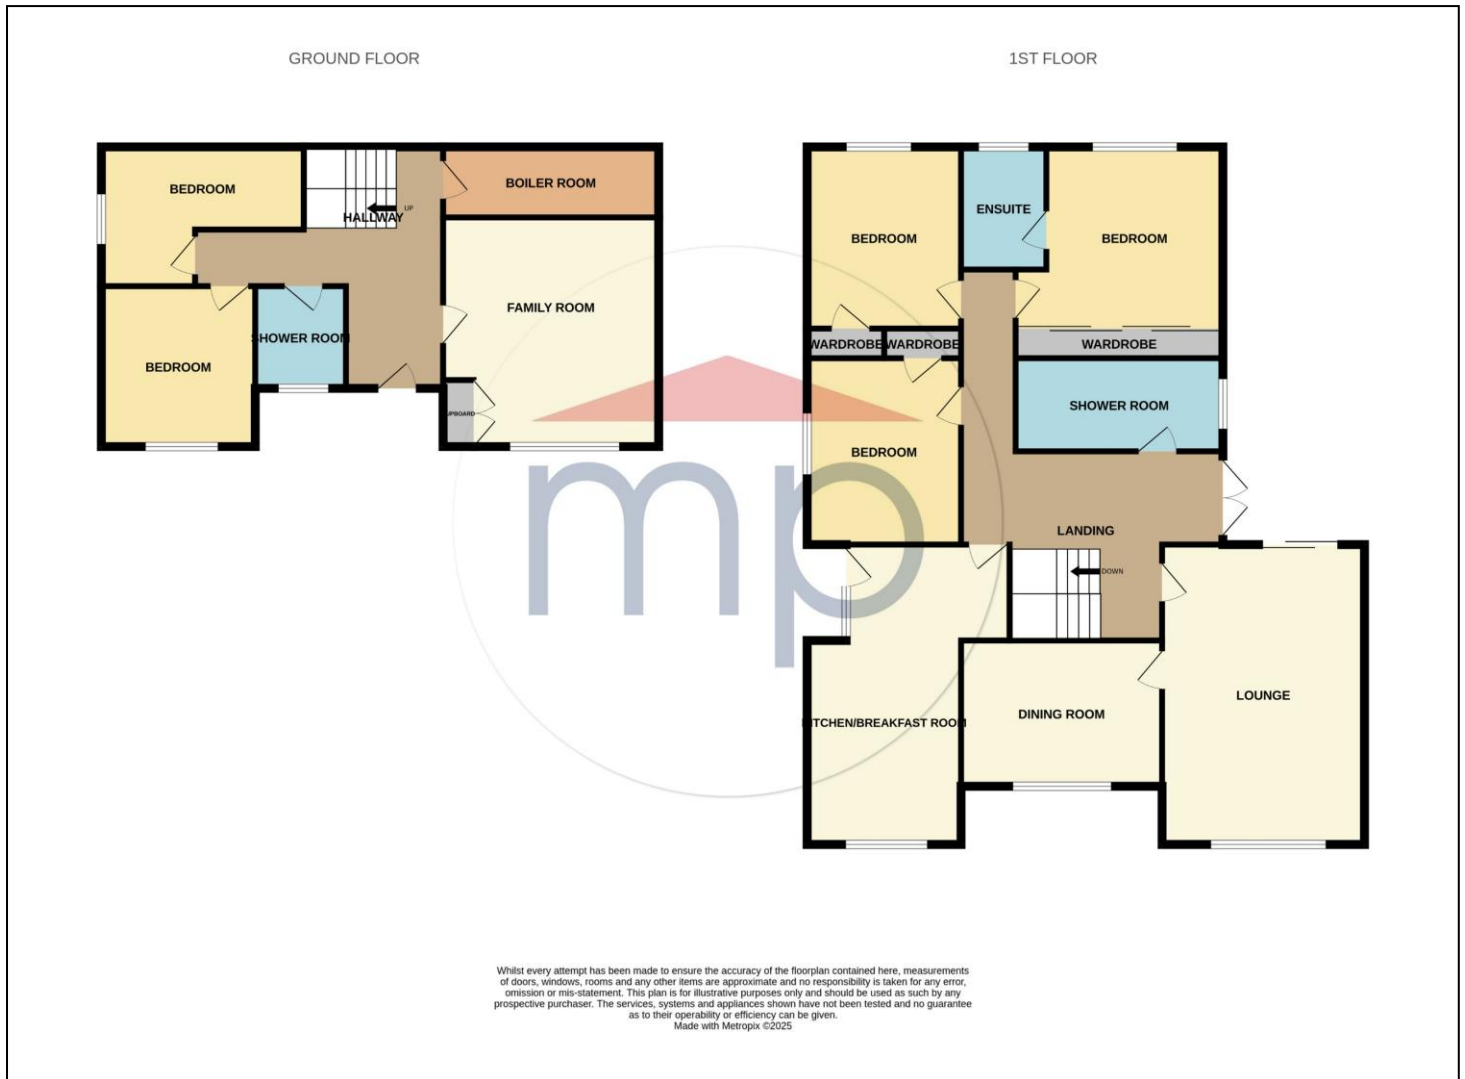 GROUND FLOOR
1ST FLOOR
BEDROOM
BOILER ROOM
UP
HALLWAY
FAMILY ROOM
SHOWER ROOM
BEDROOM
UPBOARD
BEDROOM
ENSUITE
BEDROOM
WARDROBE
WARDROBE
WARDROBE
SHOWER ROOM
BEDROOM
LANDING
DOWN
LOUNGE
DINING ROOM
ITCHEN/BREAKFAST ROOM
mp
Whilst every attempt has been made to ensure the accuracy of the floorplan contained here, measurements
of doors, windows, rooms and any other items are approximate and no responsibility is taken for any error,
omission or mis-statement. This plan is for illustrative purposes only and should be used as such by any
prospective purchaser. The services, systems and appliances shown have not been tested and no guarantee
as to their operability or efficiency can be given.
Made with Metropix ©2025